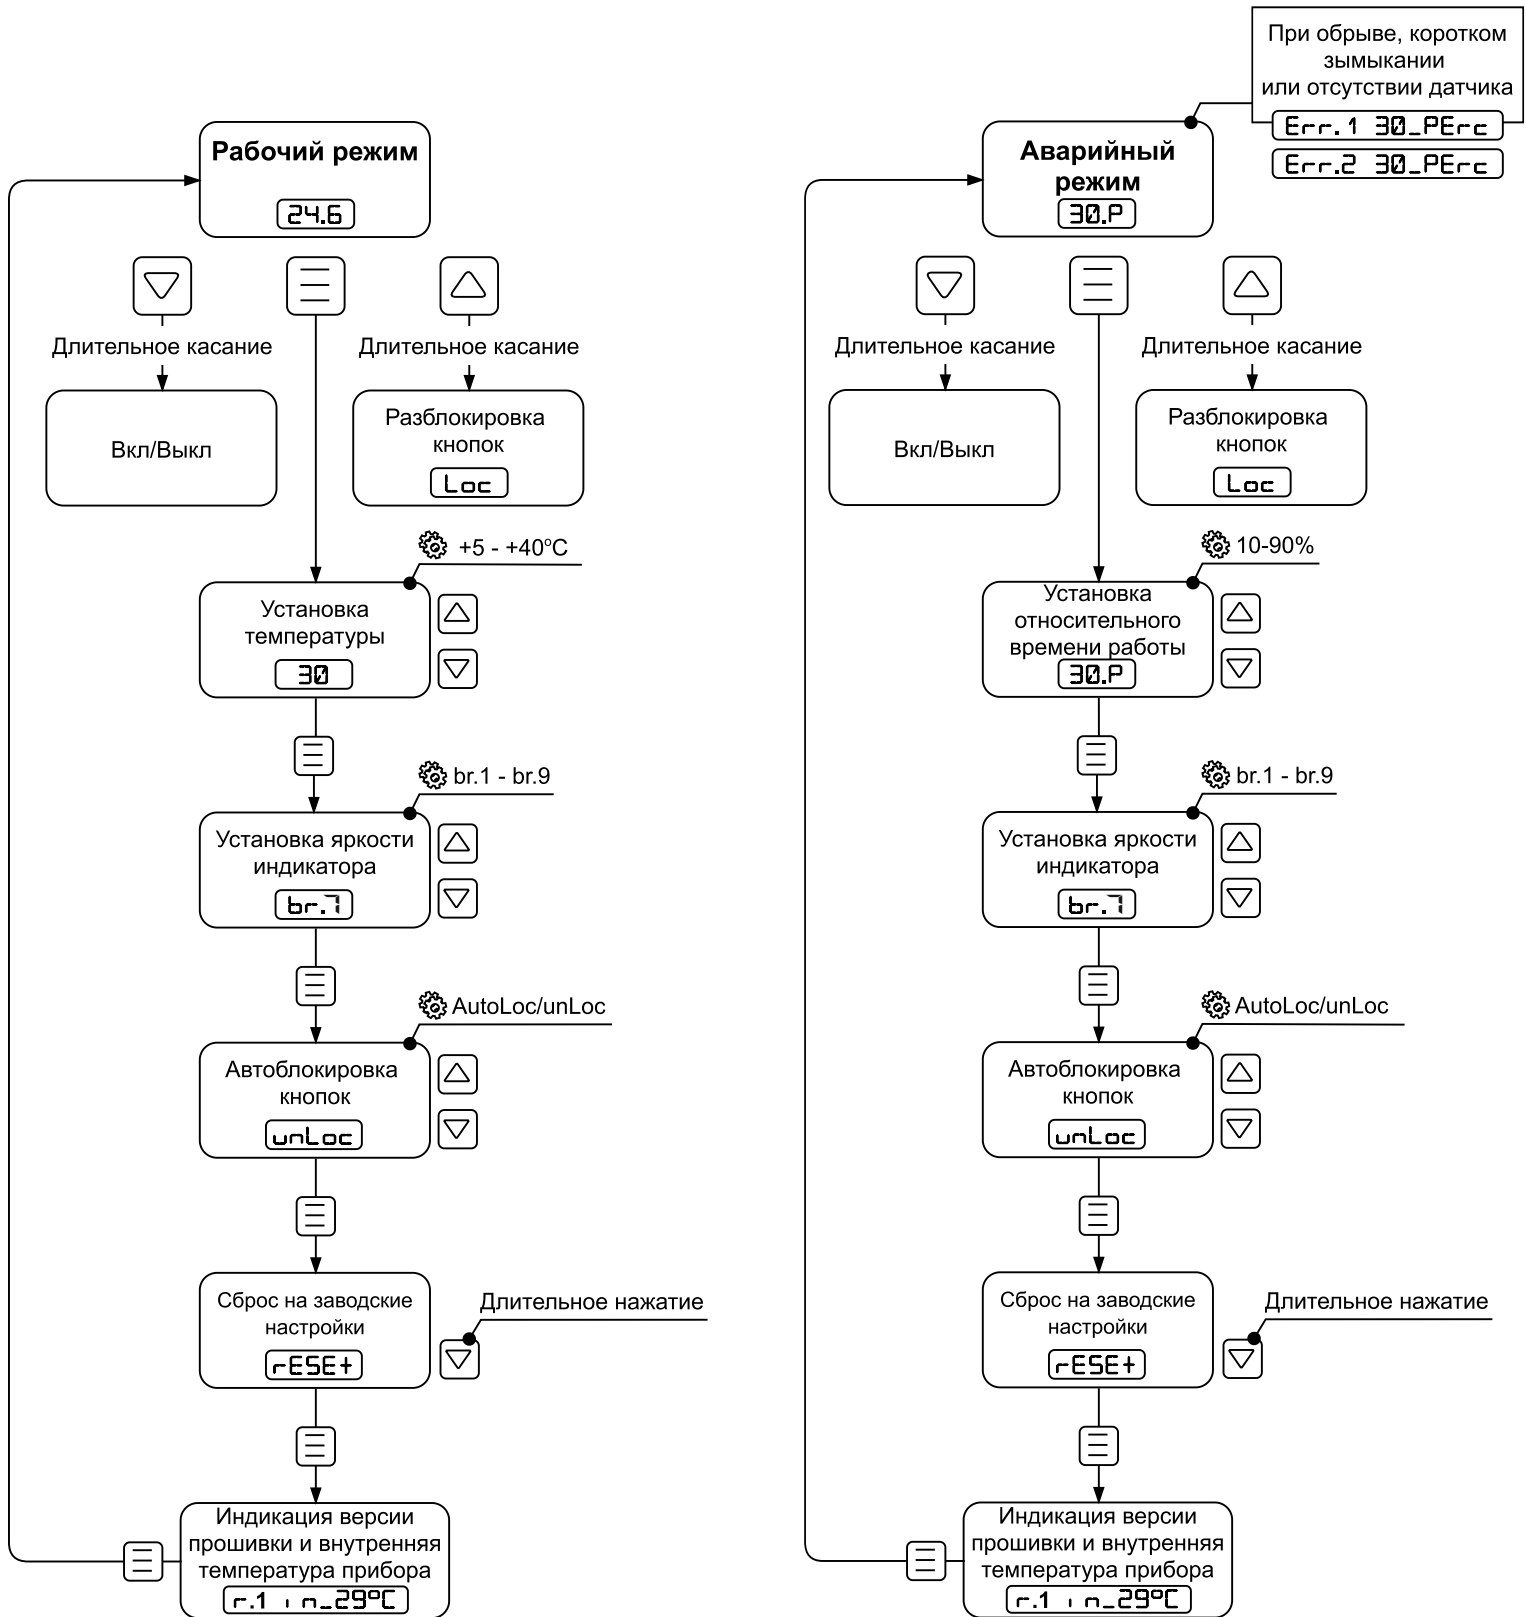 Рабочий режим
24.6
Длительное касание
Вкл/Выкл
Длительное касание
Разблокировка
кнопок
Loc
+5 - +40°C
Установка
температуры
30
br.1 - br.9
Установка яркости
индикатора
br.7
AutoLoc/unLoc
Автоблокировка
кнопок
unLoc
Сброс на заводские
настройки
rESEt
Длительное нажатие
Индикация версии
прошивки и внутренняя
температура прибора
r.1 in_29°C
При обрыве, коротком
зымыкании
или отсутствии датчика
Err.1 30_PErc
Err.2 30_PErc
Аварийный
режим
30.P
Длительное касание
Вкл/Выкл
Длительное касание
Разблокировка
кнопок
Loc
10-90%
Установка
относительного
времени работы
30.P
br.1 - br.9
Установка яркости
индикатора
br.7
AutoLoc/unLoc
Автоблокировка
кнопок
unLoc
Сброс на заводские
настройки
rESEt
Длительное нажатие
Индикация версии
прошивки и внутренняя
температура прибора
r.1 in_29°C